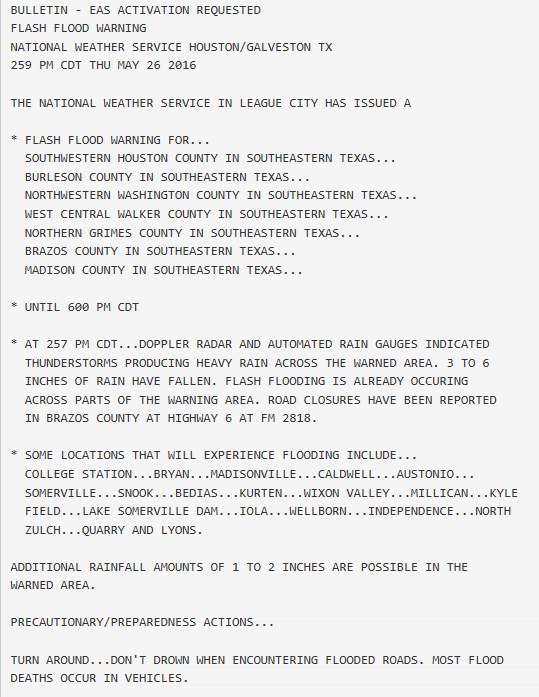 BULLETIN - EAS ACTIVATION REQUESTED
FLASH FLOOD WARNING
NATIONAL WEATHER SERVICE HOUSTON/GALVESTON TX
259 PM CDT THU MAY 26 2016
THE NATIONAL WEATHER SERVICE IN LEAGUE CITY HAS ISSUED A
* FLASH FLOOD WARNING FOR...
SOUTHWESTERN HOUSTON COUNTY IN SOUTHEASTERN TEXAS...
BURLESON COUNTY IN SOUTHEASTERN TEXAS...
NORTHWESTERN WASHINGTON COUNTY IN SOUTHEASTERN TEXAS...
WEST CENTRAL WALKER COUNTY IN SOUTHEASTERN TEXAS...
NORTHERN GRIMES COUNTY IN SOUTHEASTERN TEXAS...
BRAZOS COUNTY IN SOUTHEASTERN TEXAS...
MADISON COUNTY IN SOUTHEASTERN TEXAS...
* UNTIL 600 PM CDT
* AT 257 PM CDT...DOPPLER RADAR AND AUTOMATED RAIN GAUGES INDICATED
THUNDERSTORMS PRODUCING HEAVY RAIN ACROSS THE WARNED AREA. 3 TO 6
INCHES OF RAIN HAVE FALLEN. FLASH FLOODING IS ALREADY OCCURING
ACROSS PARTS OF THE WARNING AREA. ROAD CLOSURES HAVE BEEN REPORTED
IN BRAZOS COUNTY AT HIGHWAY 6 AT FM 2818.
* SOME LOCATIONS THAT WILL EXPERIENCE FLOODING INCLUDE...
COLLEGE STATION...BRYAN...MADISONVILLE...CALDWELL...AUSTONIO...
SOMERVILLE...SNOOK...BEDIAS...KURTEN...WIXON VALLEY...MILLICAN...KYLE
FIELD...LAKE SOMERVILLE DAM...IOLA...WELLBORN...INDEPENDENCE...NORTH
ZULCH...QUARRY AND LYONS.
ADDITIONAL RAINFALL AMOUNTS OF 1 TO 2 INCHES ARE POSSIBLE IN THE
WARNED AREA.
PRECAUTIONARY/PREPAREDNESS ACTIONS...
TURN AROUND...DON'T DROWN WHEN ENCOUNTERING FLOODED ROADS. MOST FLOOD
DEATHS OCCUR IN VEHICLES.